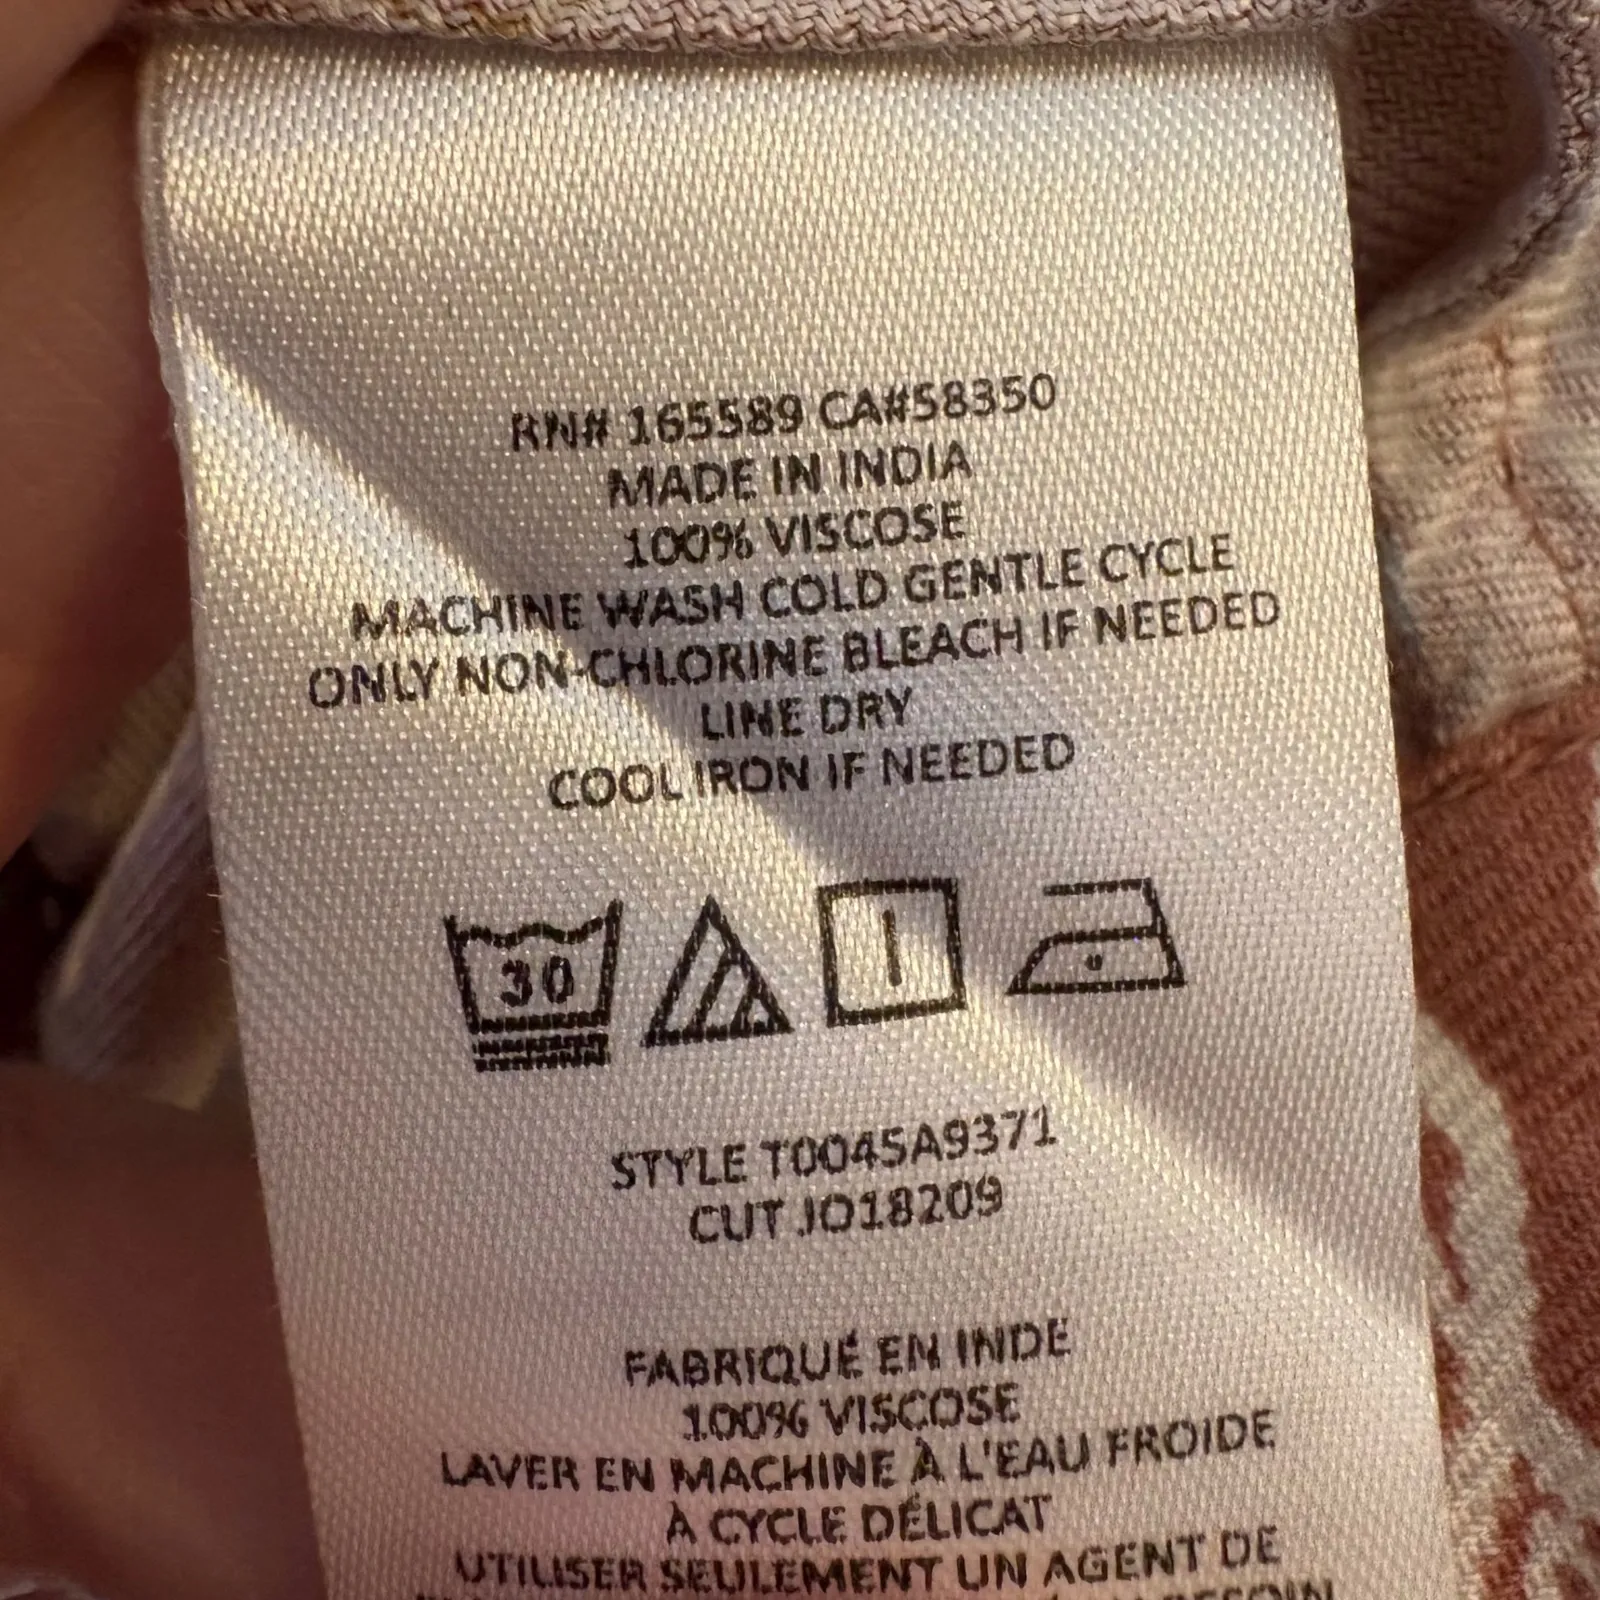 RN# 165589 CA#58350
MADE IN INDIA
100% VISCOSE
MACHINE WASH COLD GENTLE CYCLE
ONLY NON-CHLORINE BLEACH IF NEEDED
LINE DRY
COOL IRON IF NEEDED
30
STYLE T0045A9371
CUT JO18209
FABRIQUÉ EN INDE
100% VISCOSE
LAVER EN MACHINE À L'EAU FROIDE
À CYCLE DÉLICAT
UTILISER SEULEMENT UN AGENT DE